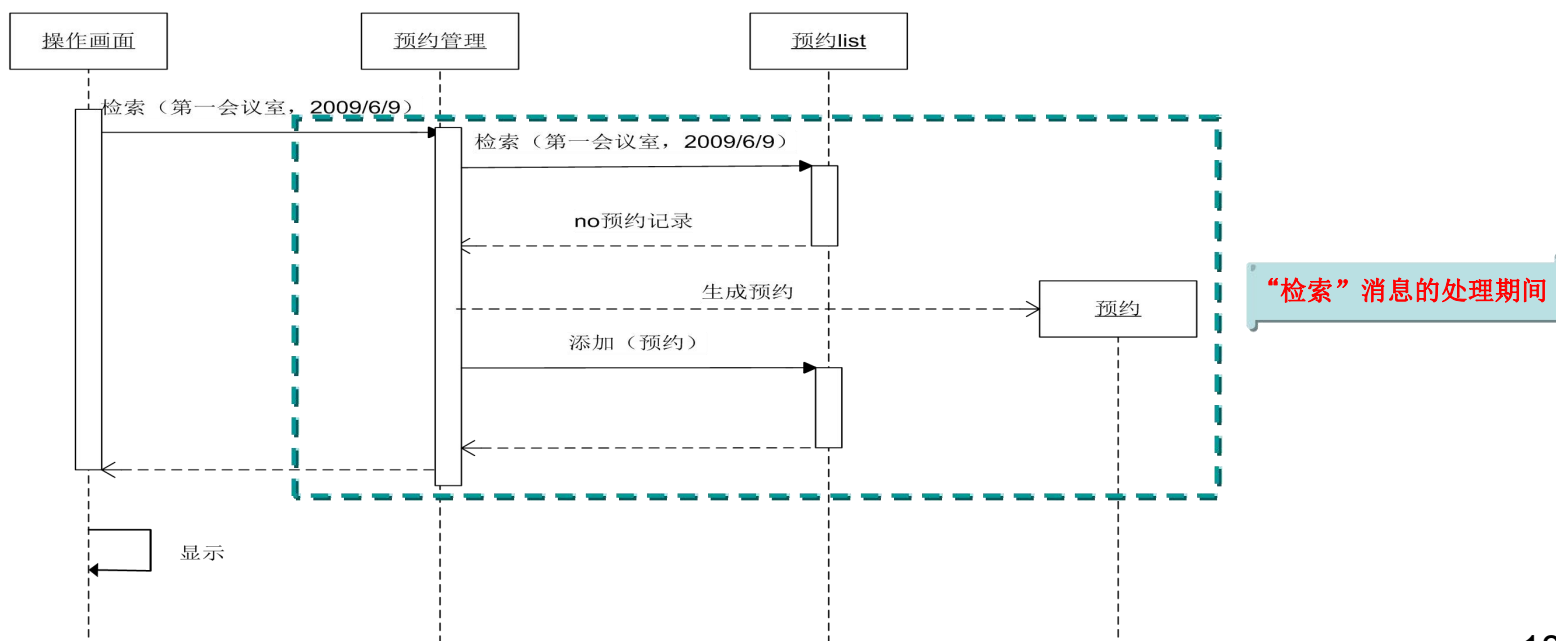 操作画面
预约管理
预约list
检索（第一会议室，2009/6/9）
检索（第一会议室，2009/6/9）
no预约记录
生成预约
预约
“检索”消息的处理期间
添加（预约）
显示